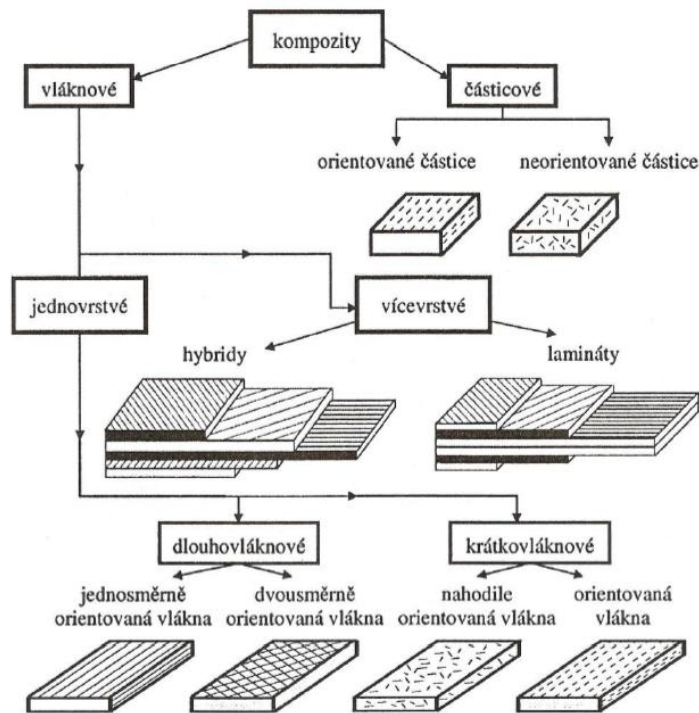 kompozity
vláknové
částicové
orientované částice
neorientované částice
jednovrstvé
vícevrstvé
hybridy
lamináty
dlouhovláknové
krátkovláknové
jednosměrně
orientovaná vlákna
dvousměrně
orientovaná vlákna
nahodile
orientovaná vlákna
orientovaná
vlákna